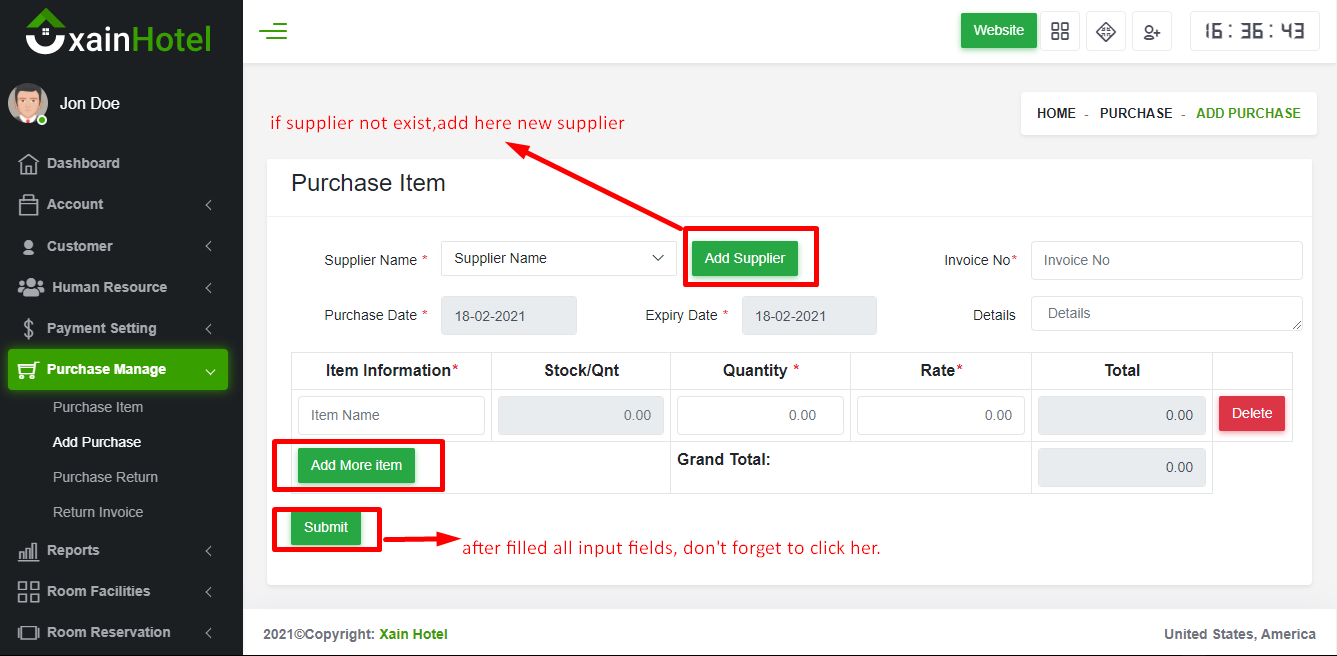 xainHotel
Website
16:36:43
Jon Doe
HOME - PURCHASE - ADD PURCHASE
if supplier not exist,add here new supplier
Dashboard
Account
Customer
Human Resource
Payment Setting
Purchase Manage
Purchase Item
Add Purchase
Purchase Return
Return Invoice
Reports
Room Facilities
Room Reservation
Purchase Item
Supplier Name * Supplier Name Add Supplier Invoice No* Invoice No
Purchase Date * 18-02-2021 Expiry Date * 18-02-2021 Details Details
Item Information* Stock/Qnt Quantity * Rate* Total
Item Name 0.00 0.00 0.00 0.00 Delete
Add More item Grand Total: 0.00
Submit
after filled all input fields, don't forget to click her.
2021©Copyright: Xain Hotel United States, America